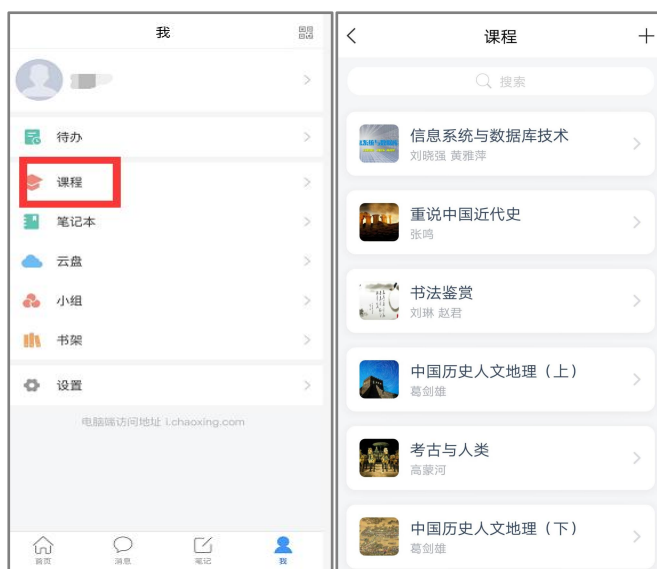 我
待办
课程
笔记本
云盘
小组
书架
设置
电脑端访问地址 i.chaoxing.com
首页
消息
笔记
我
课程
搜索
信息系统与数据库技术
刘晓强 黄雅萍
重说中国近代史
张鸣
书法鉴赏
刘琳 赵君
中国历史人文地理（上）
葛剑雄
考古与人类
高蒙河
中国历史人文地理（下）
葛剑雄